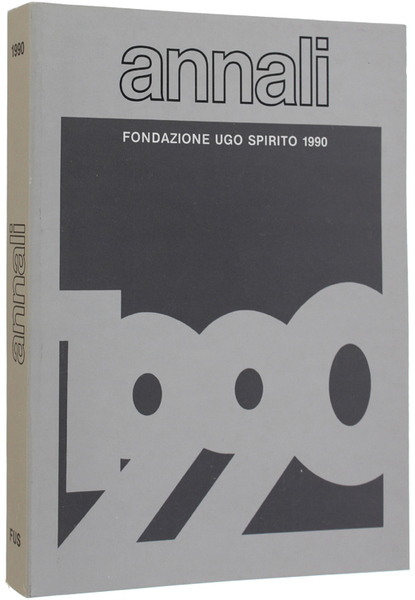 annali
FONDAZIONE UGO SPIRITO 1990
1990
1990
annali
FUS